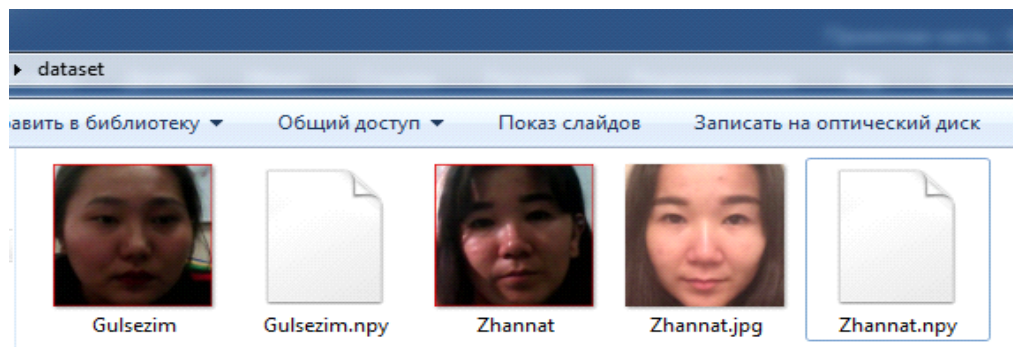 dataset
авить в библиотеку Общий доступ Показ слайдов Записать на оптический диск
Gulsezim Gulsezim.npy Zhannat Zhannat.jpg Zhannat.npy